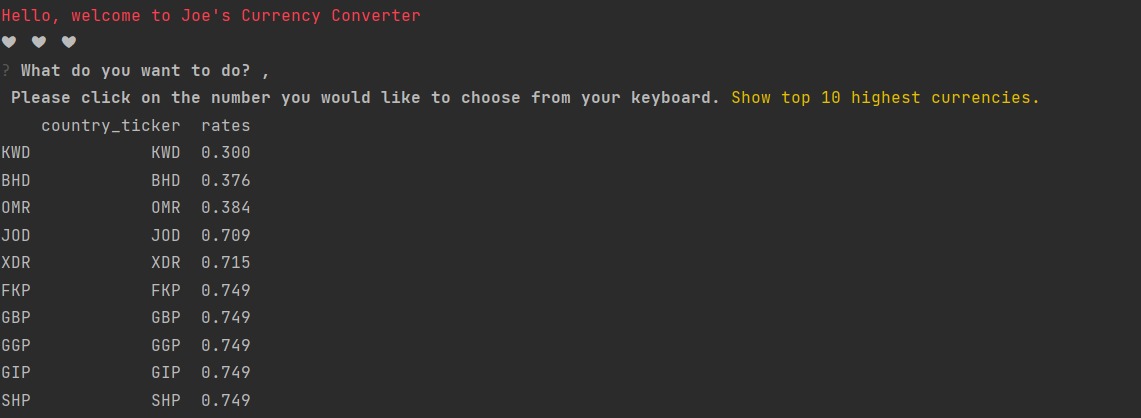 Hello, welcome to Joe's Currency Converter
♥ ♥ ♥
? What do you want to do? ,
Please click on the number you would like to choose from your keyboard. Show top 10 highest currencies.
country_ticker rates
KWD KWD 0.300
BHD BHD 0.376
OMR OMR 0.384
JOD JOD 0.709
XDR XDR 0.715
FKP FKP 0.749
GBP GBP 0.749
GGP GGP 0.749
GIP GIP 0.749
SHP SHP 0.749